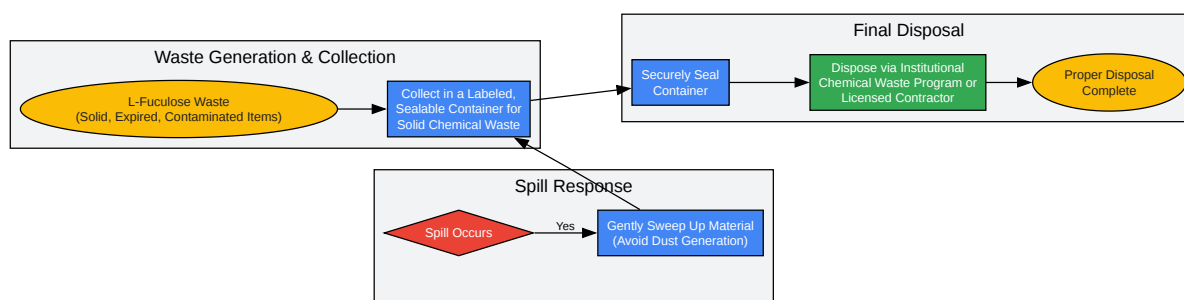 Waste Generation & Collection
L-Fuculose Waste
(Solid, Expired, Contaminated Items)
Collect in a Labeled,
Sealable Container for
Solid Chemical Waste
Final Disposal
Securely Seal
Container
Dispose via Institutional
Chemical Waste Program or
Licensed Contractor
Proper Disposal
Complete
Spill Response
Spill Occurs
Yes
Gently Sweep Up Material
(Avoid Dust Generation)